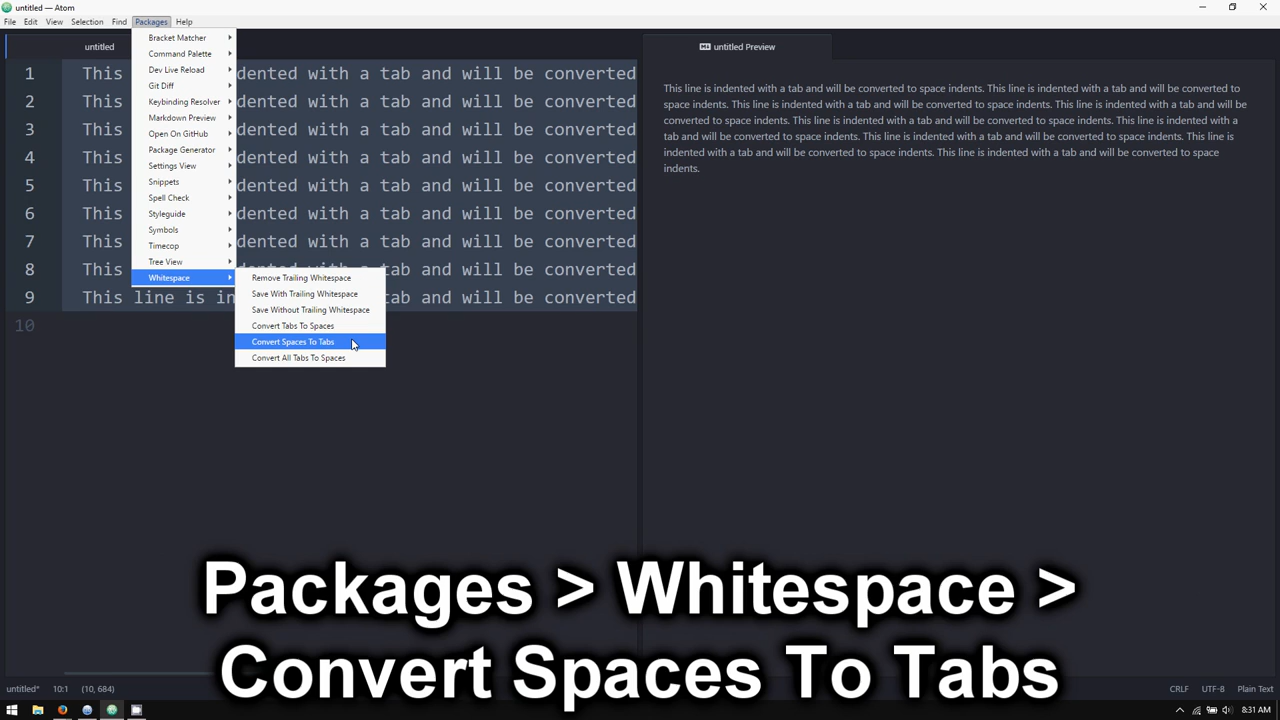 untitled — Atom
File Edit View Selection Find Packages Help
untitled
untitled Preview
Bracket Matcher
Command Palette
Dev Live Reload
Git Diff
Keybinding Resolver
Markdown Preview
Open On GitHub
Package Generator
Settings View
Snippets
Spell Check
Styleguide
Symbols
Timecop
Tree View
Whitespace
Remove Trailing Whitespace
Save With Trailing Whitespace
Save Without Trailing Whitespace
Convert Tabs To Spaces
Convert Spaces To Tabs
Convert All Tabs To Spaces
1 This dented with a tab and will be converted
2 This dented with a tab and will be converted
3 This dented with a tab and will be converted
4 This dented with a tab and will be converted
5 This dented with a tab and will be converted
6 This dented with a tab and will be converted
7 This dented with a tab and will be converted
8 This tab and will be converted
9 This line is in tab and will be converted
10
This line is indented with a tab and will be converted to space indents. This line is indented with a tab and will be converted to
space indents. This line is indented with a tab and will be converted to space indents. This line is indented with a tab and will be
converted to space indents. This line is indented with a tab and will be converted to space indents. This line is indented with a
tab and will be converted to space indents. This line is indented with a tab and will be converted to space indents. This line is
indented with a tab and will be converted to space indents. This line is indented with a tab and will be converted to space
indents.
Packages > Whitespace >
Convert Spaces To Tabs
untitled* 10:1 (10, 684) CRLF UTF-8 Plain Text
8:31 AM